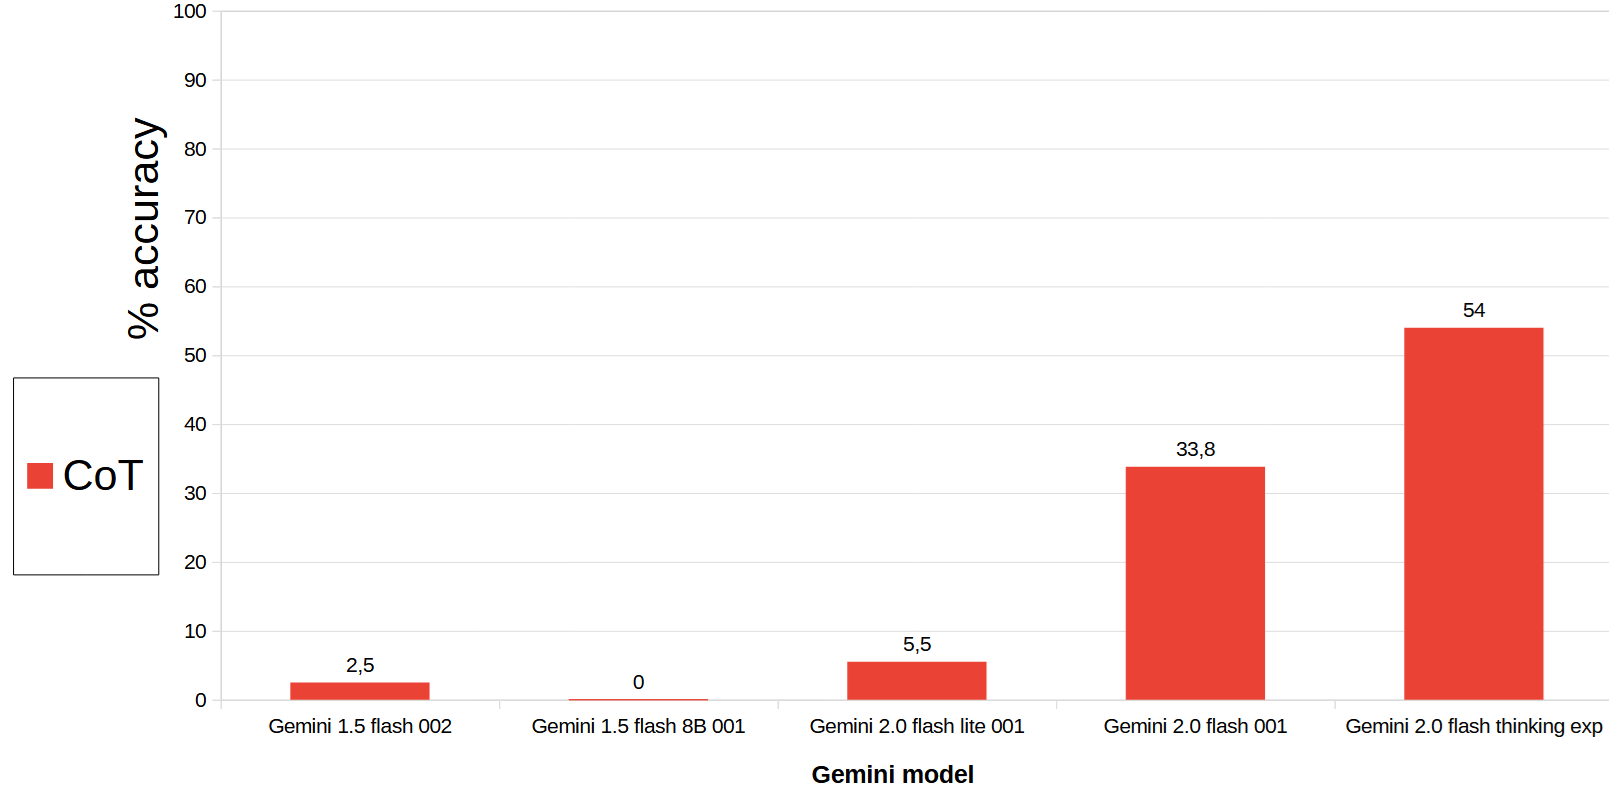 100
90
80
70
60
50
40
30
20
10
0
% accuracy
CoT
2,5
0
5,5
33,8
54
Gemini 1.5 flash 002
Gemini 1.5 flash 8B 001
Gemini 2.0 flash lite 001
Gemini 2.0 flash 001
Gemini 2.0 flash thinking exp
Gemini model